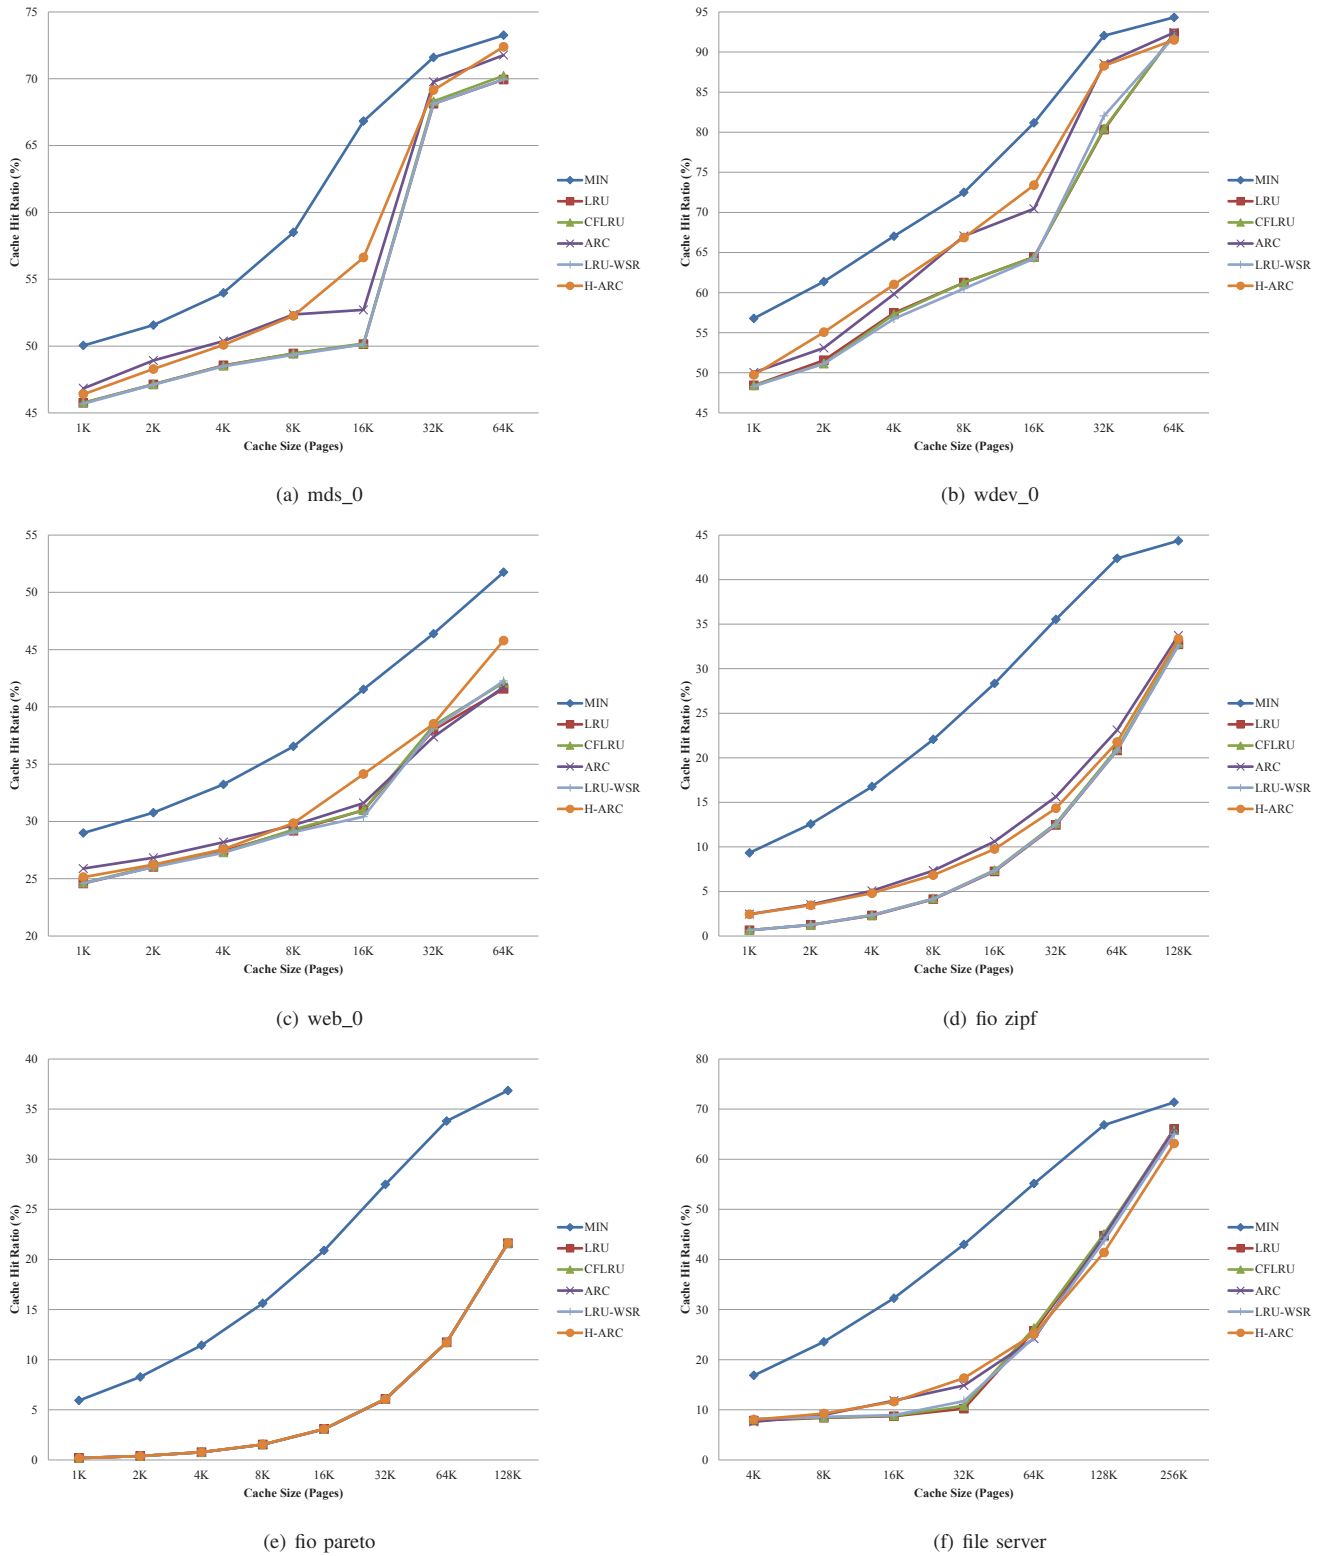 75
70
65
60
55
50
45
Cache Hit Ratio (%)
1K 2K 4K 8K 16K 32K 64K
Cache Size (Pages)
MIN
LRU
CFLRU
ARC
LRU-WSR
H-ARC
(a) mds_0
95
90
85
80
75
70
65
60
55
50
45
Cache Hit Ratio (%)
1K 2K 4K 8K 16K 32K 64K
Cache Size (Pages)
MIN
LRU
CFLRU
ARC
LRU-WSR
H-ARC
(b) wdev_0
55
50
45
40
35
30
25
20
Cache Hit Ratio (%)
1K 2K 4K 8K 16K 32K 64K
Cache Size (Pages)
MIN
LRU
CFLRU
ARC
LRU-WSR
H-ARC
(c) web_0
45
40
35
30
25
20
15
10
5
0
Cache Hit Ratio (%)
1K 2K 4K 8K 16K 32K 64K 128K
Cache Size (Pages)
MIN
LRU
CFLRU
ARC
LRU-WSR
H-ARC
(d) fio zipf
40
35
30
25
20
15
10
5
0
Cache Hit Ratio (%)
1K 2K 4K 8K 16K 32K 64K 128K
Cache Size (Pages)
MIN
LRU
CFLRU
ARC
LRU-WSR
H-ARC
(e) fio pareto
80
70
60
50
40
30
20
10
0
Cache Hit Ratio (%)
4K 8K 16K 32K 64K 128K 256K
Cache Size (Pages)
MIN
LRU
CFLRU
ARC
LRU-WSR
H-ARC
(f) file server